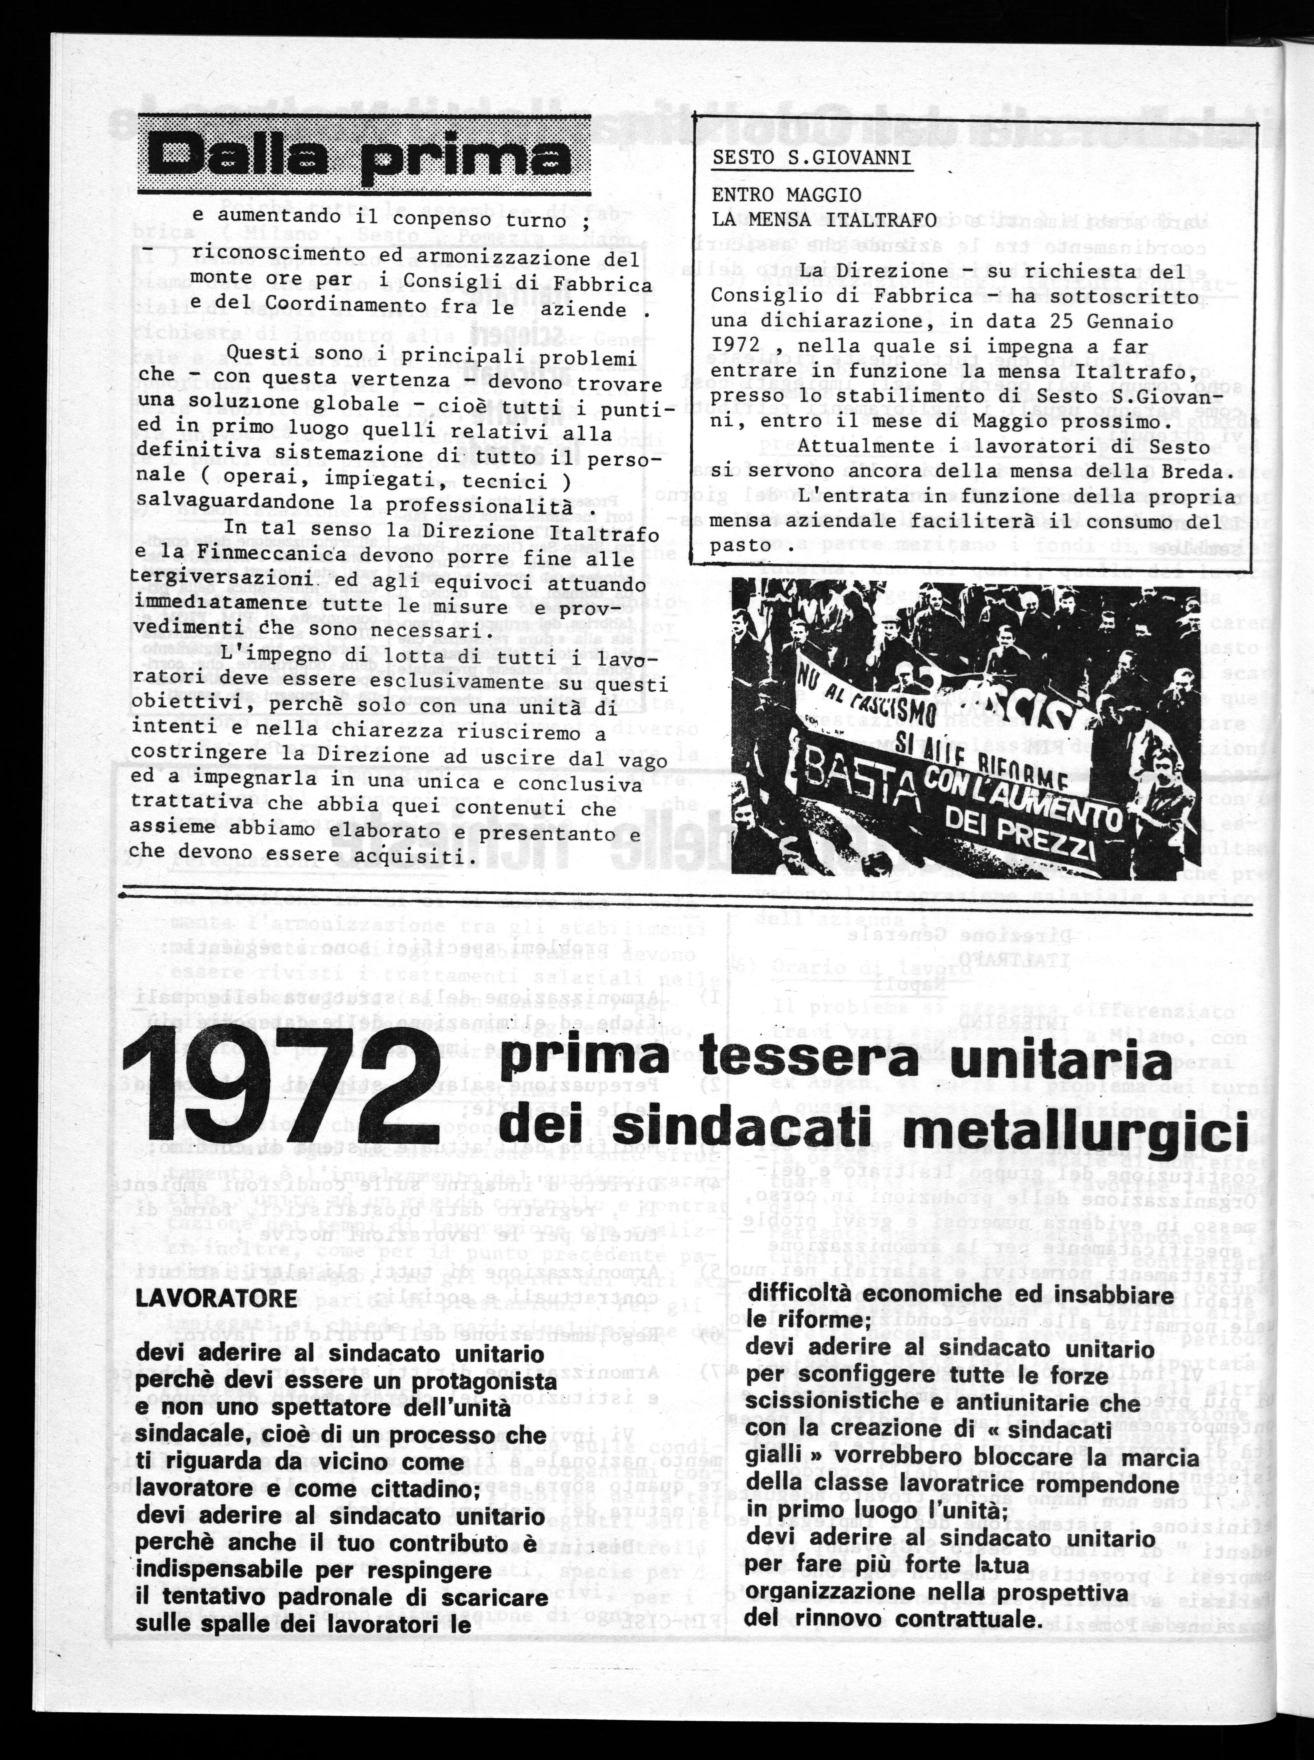 Dalla prima
e aumentando il conpenso turno ;
- riconoscimento ed armonizzazione del
monte ore par i Consigli di Fabbrica
e del Coordinamento fra le aziende .
Questi sono i principali problemi
che - con questa vertenza - devono trovare
una soluzione globale - cioè tutti i punti-
ed in primo luogo quelli relativi alla
definitiva sistemazione di tutto il perso-
nale ( operai, impiegati, tecnici )
salvaguardandone la professionalità .
In tal senso la Direzione Italtrafo
e la Finmeccanica devono porre fine alle
tergiversazioni ed agli equivoci attuando
immediatamente tutte le misure e prov-
vedimenti che sono necessari.
L'impegno di lotta di tutti i lavo-
ratori deve essere esclusivamente su questi
obiettivi, perchè solo con una unità di
intenti e nella chiarezza riusciremo a
costringere la Direzione ad uscire dal vago
ed a impegnarla in una unica e conclusiva
trattativa che abbia quei contenuti che
assieme abbiamo elaborato e presentanto e
che devono essere acquisiti.
SESTO S.GIOVANNI
ENTRO MAGGIO
LA MENSA ITALTRAFO
La Direzione - su richiesta del
Consiglio di Fabbrica - ha sottoscritto
una dichiarazione, in data 25 Gennaio
I972 , nella quale si impegna a far
entrare in funzione la mensa Italtrafo,
presso lo stabilimento di Sesto S.Giovan-
ni, entro il mese di Maggio prossimo.
Attualmente i lavoratori di Sesto
si servono ancora della mensa della Breda.
L'entrata in funzione della propria
mensa aziendale faciliterà il consumo del
pasto .
NO AL FASCISMO
SI ALLE RIFORME
BASTA CON L'AUMENTO
DEI PREZZI
1972 prima tessera unitaria
dei sindacati metallurgici
LAVORATORE
devi aderire al sindacato unitario
perchè devi essere un protagonista
e non uno spettatore dell'unità
sindacale, cioè di un processo che
ti riguarda da vicino come
lavoratore e come cittadino;
devi aderire al sindacato unitario
perchè anche il tuo contributo è
indispensabile per respingere
il tentativo padronale di scaricare
sulle spalle dei lavoratori le
difficoltà economiche ed insabbiare
le riforme;
devi aderire al sindacato unitario
per sconfiggere tutte le forze
scissionistiche e antiunitarie che
con la creazione di « sindacati
gialli » vorrebbero bloccare la marcia
della classe lavoratrice rompendone
in primo luogo l'unità;
devi aderire al sindacato unitario
per fare più forte la tua
organizzazione nella prospettiva
del rinnovo contrattuale.